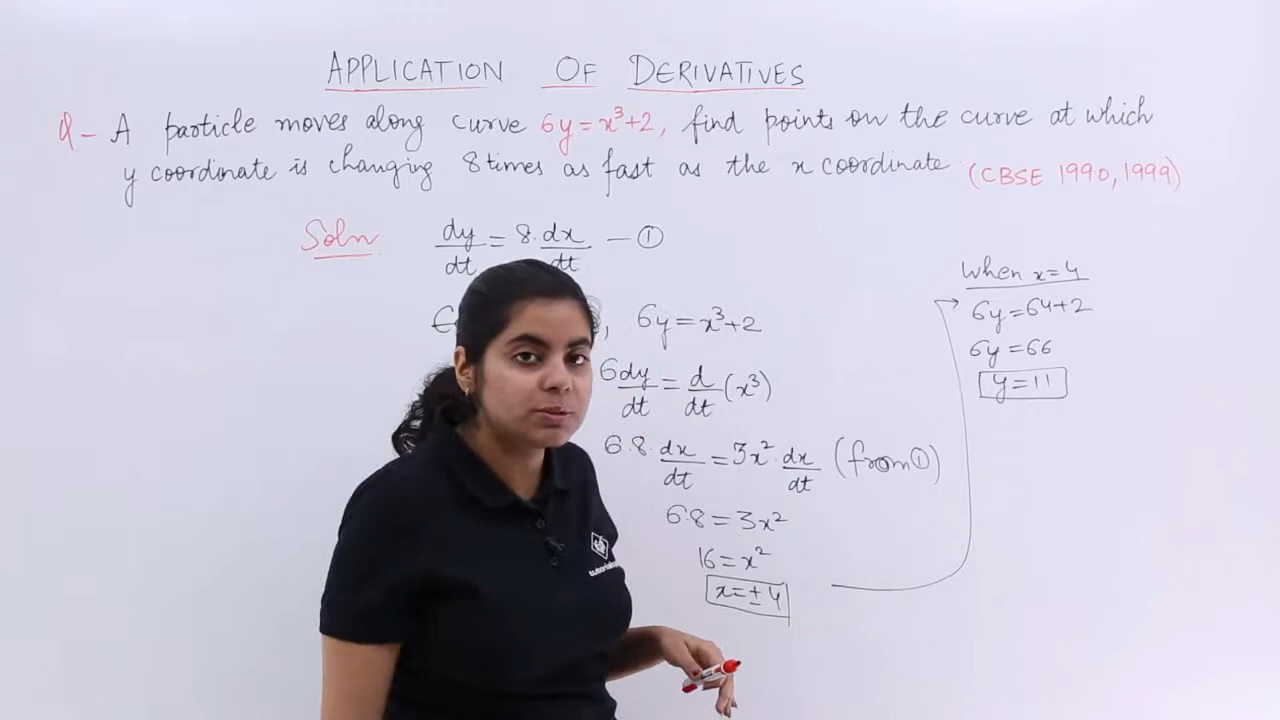 APPLICATION OF DERIVATIVES
Q - A particle moves along curve 6y = x³+2, find points on the curve at which
y coordinate is changing 8 times as fast as the x coordinate. (CBSE 1990, 1999)
Soln
dy/dt = 8. dx/dt — ①
, 6y = x³+2
6dy/dt = d/dt (x³)
6.8. dx/dt = 3x². dx/dt (from ①)
6.8 = 3x²
16 = x²
x = ± 4
when x = 4
6y = 64+2
6y = 66
y = 11